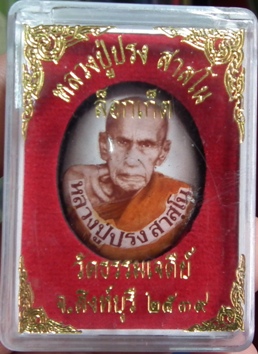 หลวงปู่ปรง สาสโน
ล็อกเก็ต
หลวงปู่ปรง สาสโน
วัดธรรมเจดีย์
จ.สิงห์บุรี ๒๕๓๙